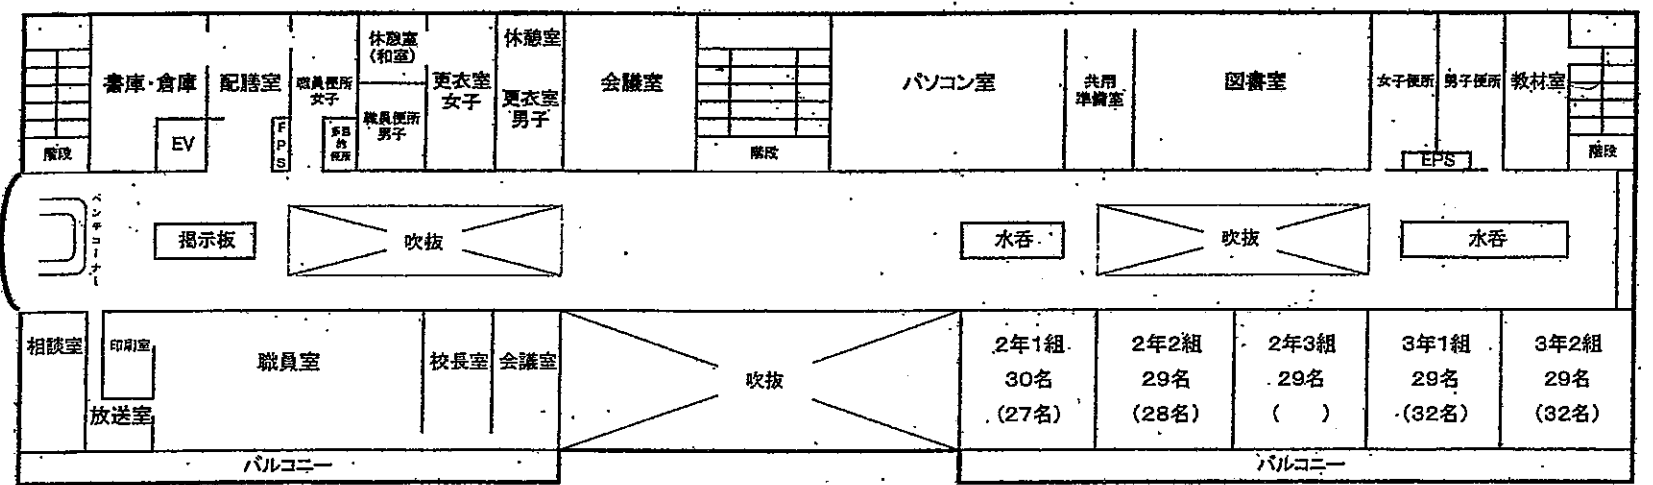 書庫・倉庫
EV
階段
配膳室
FPS
職員便所
女子
多目
的
便所
休憩室
(和室)
職員便所
男子
更衣室
女子
休憩室
更衣室
男子
会議室
階段
パソコン室
共用
準備室
図書室
女子便所
男子便所
EPS
教材室
階段
ベンチコーナー
掲示板
吹抜
水呑
吹抜
水呑
相談室
印刷室
放送室
職員室
校長室
会議室
吹抜
2年1組
30名
(27名)
2年2組
29名
(28名)
2年3組
29名
(　　)
3年1組
29名
(32名)
3年2組
29名
(32名)
バルコニー
バルコニー